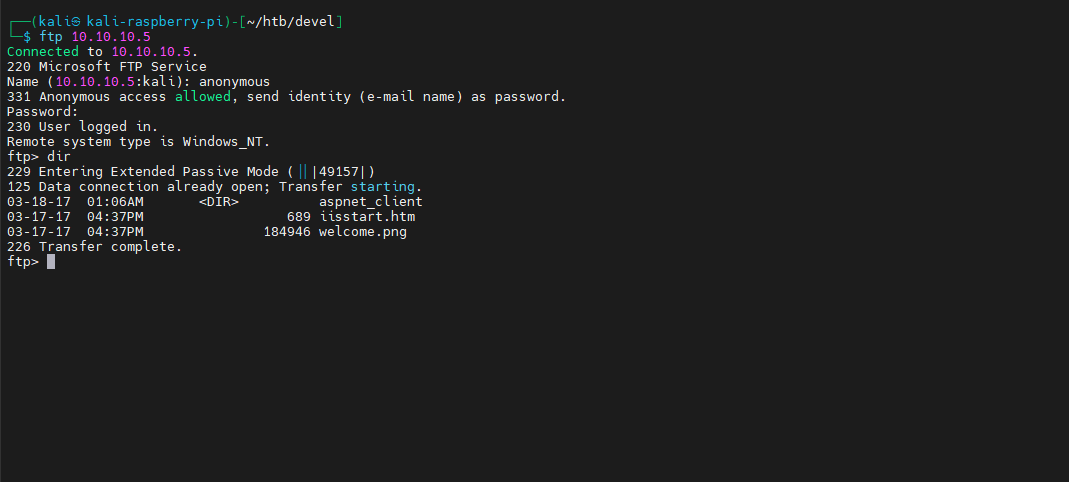 ┌──(kali㉿kali-raspberry-pi)-[~/htb/devel]
└─$ ftp 10.10.10.5
Connected to 10.10.10.5.
220 Microsoft FTP Service
Name (10.10.10.5:kali): anonymous
331 Anonymous access allowed, send identity (e-mail name) as password.
Password:
230 User logged in.
Remote system type is Windows_NT.
ftp> dir
229 Entering Extended Passive Mode (|||49157|)
125 Data connection already open; Transfer starting.
03-18-17  01:06AM       <DIR>          aspnet_client
03-17-17  04:37PM                  689 iisstart.htm
03-17-17  04:37PM               184946 welcome.png
226 Transfer complete.
ftp>